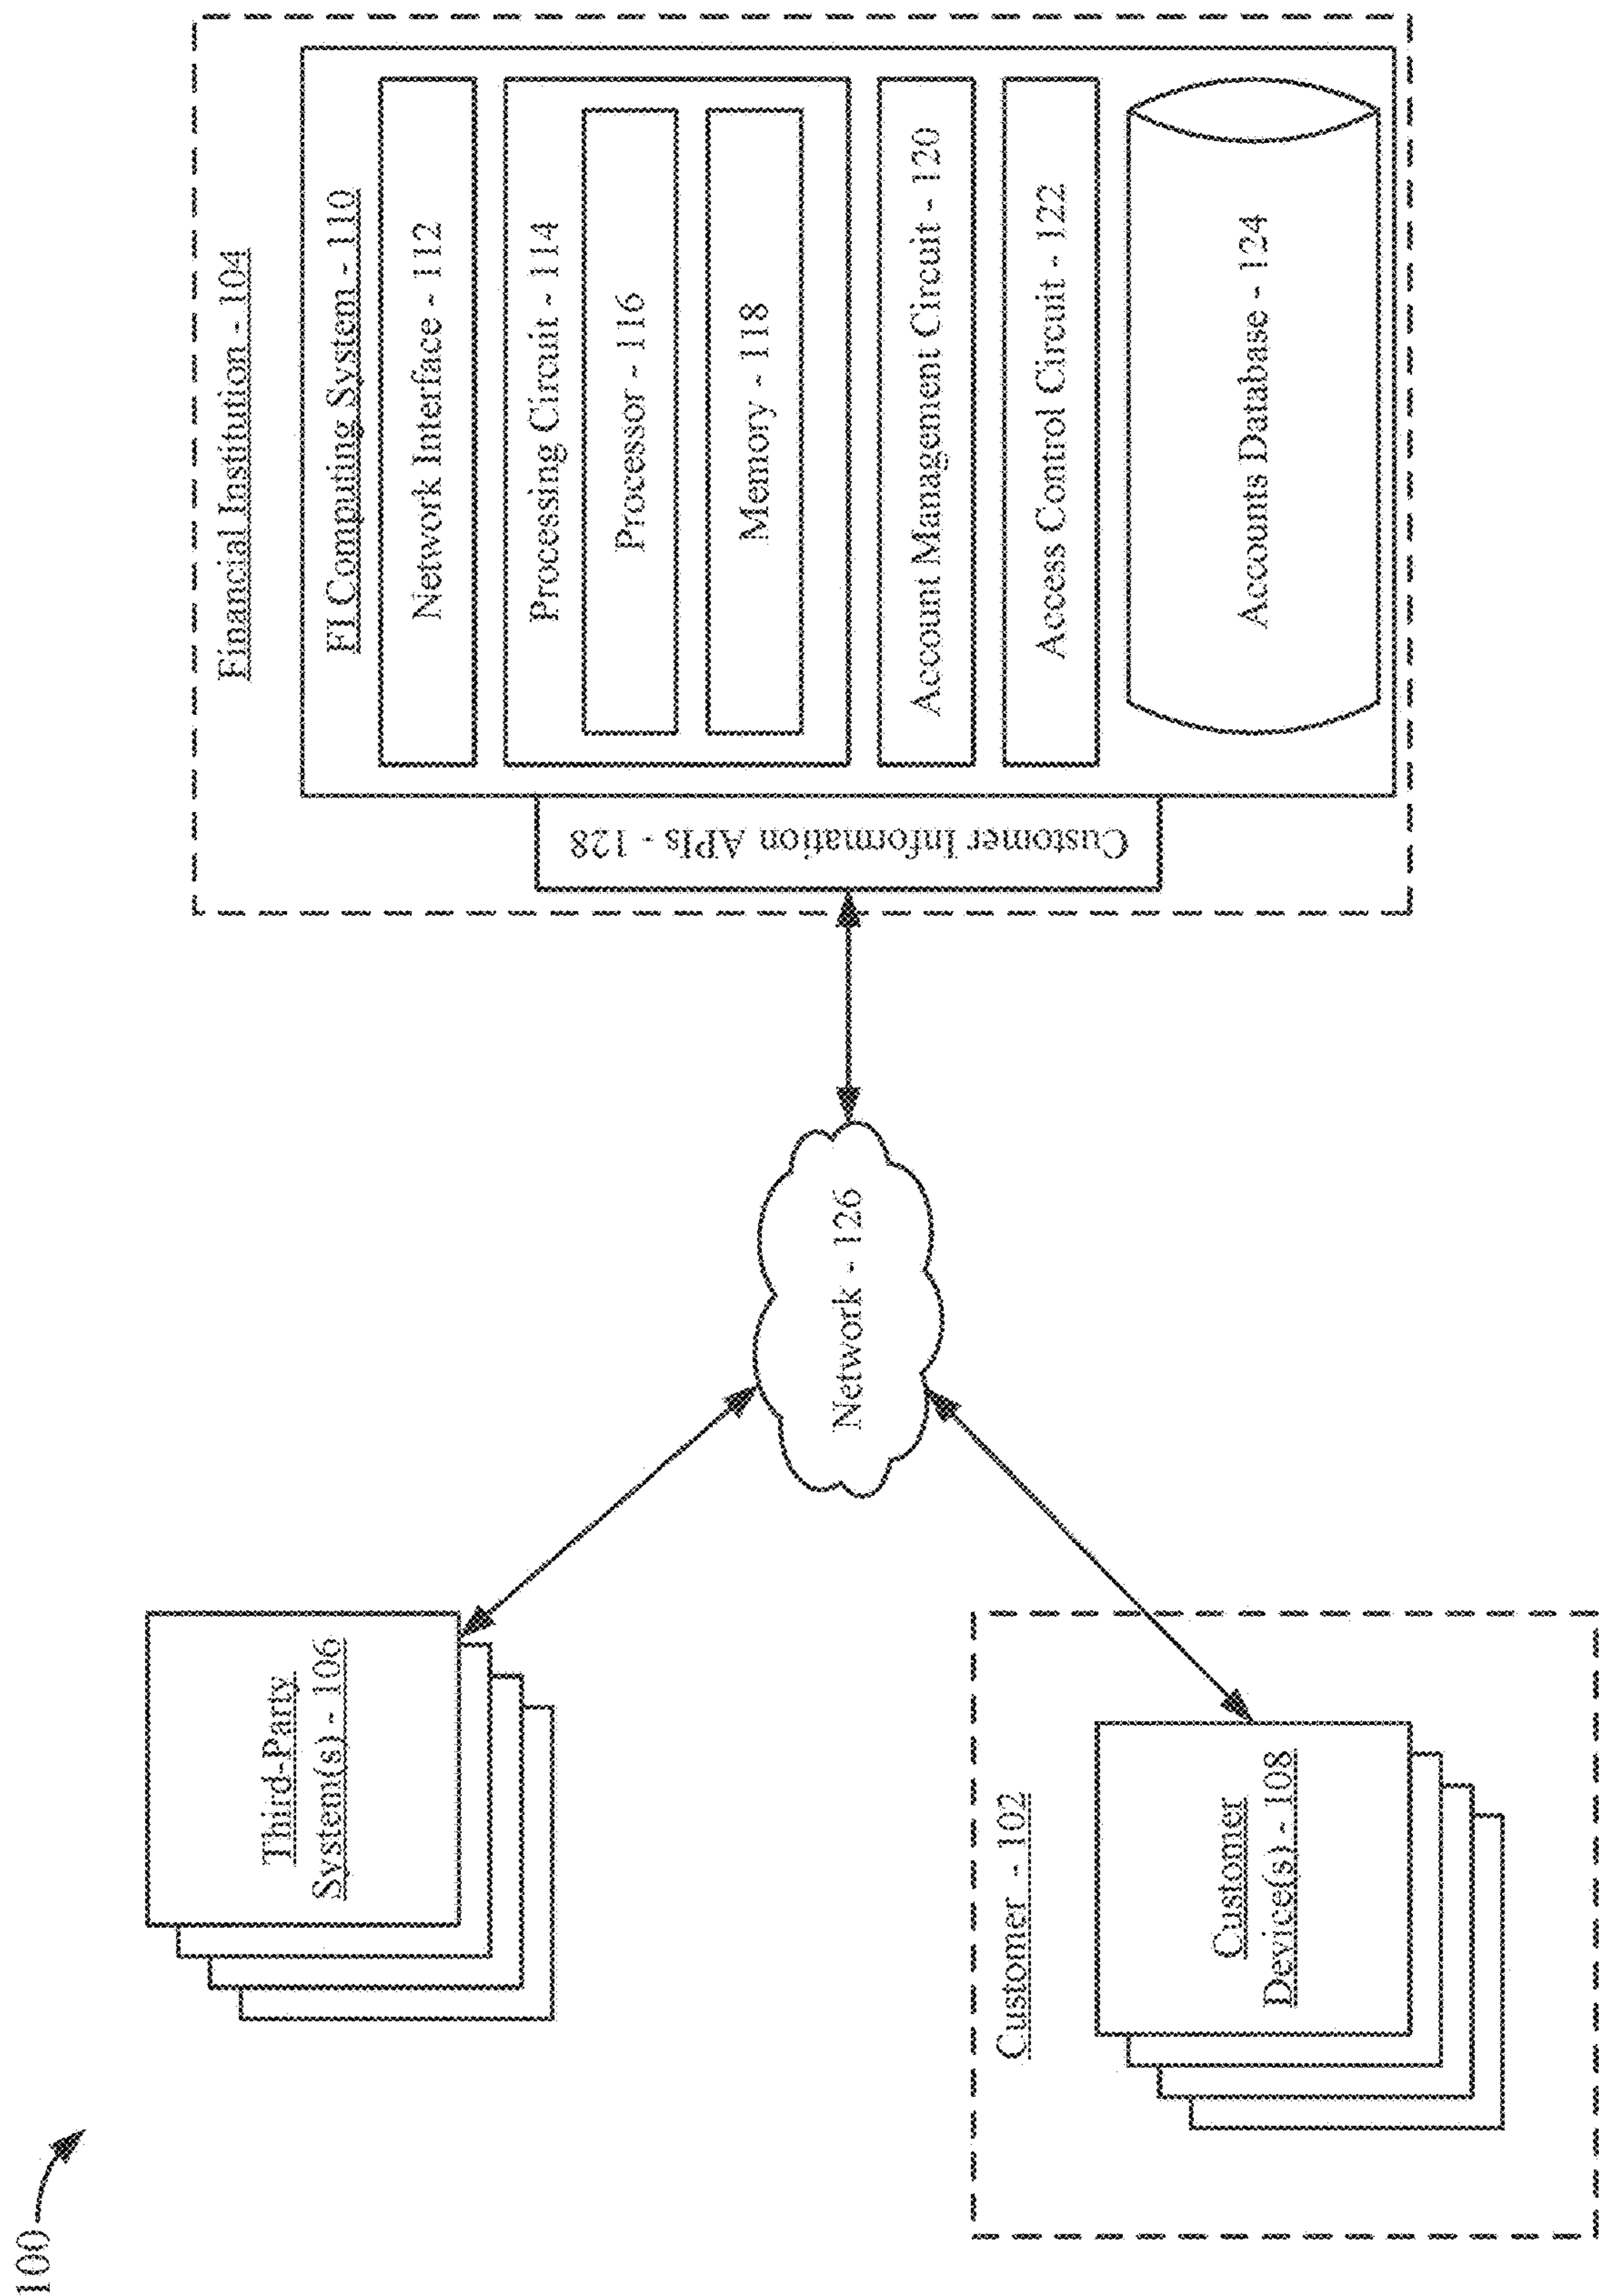 100
Third-Party
System(s) - 106
Customer - 102
Customer
Device(s) - 108
Network - 126
Financial Institution - 104
Customer Information APIs - 128
FI Computing System - 110
Network Interface - 112
Processing Circuit - 114
Processor - 116
Memory - 118
Account Management Circuit - 120
Access Control Circuit - 122
Accounts Database - 124